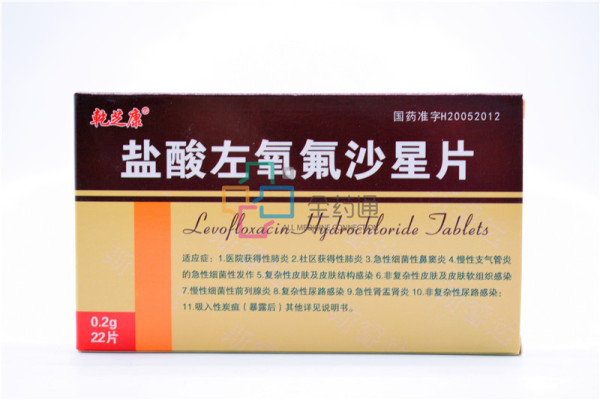 乾芝康®
国药准字H20052012
盐酸左氧氟沙星片
全药通
ALL MEDICINE CONNECTION
Levofloxacin Hydrochloride Tablets
适应症：1.医院获得性肺炎 2.社区获得性肺炎 3.急性细菌性鼻窦炎 4.慢性支气管炎
的急性细菌性发作 5.复杂性皮肤及皮肤结构感染 6.非复杂性皮肤及皮肤软组织感染
7.慢性细菌性前列腺炎 8.复杂性尿路感染 9.急性肾盂肾炎 10.非复杂性尿路感染；
11.吸入性炭疽（暴露后）其他详见说明书。
0.2g
22片